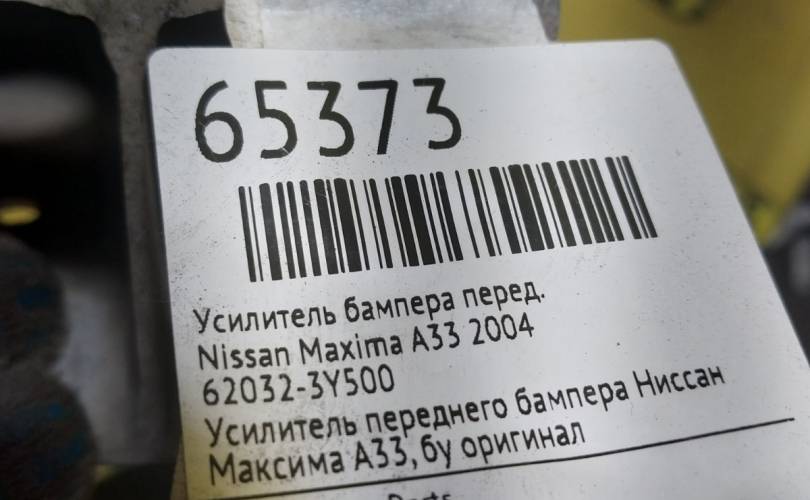 65373
Усилитель бампера перед.
Nissan Maxima A33 2004
62032-3Y500
Усилитель переднего бампера Ниссан
Максима А33, бу оригинал